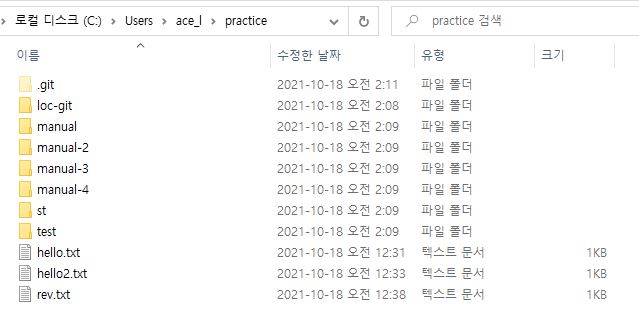 로컬 디스크 (C:) > Users > ace_l > practice practice 검색
이름 수정한 날짜 유형 크기
.git 2021-10-18 오전 2:11 파일 폴더
loc-git 2021-10-18 오전 2:08 파일 폴더
manual 2021-10-18 오전 2:09 파일 폴더
manual-2 2021-10-18 오전 2:09 파일 폴더
manual-3 2021-10-18 오전 2:09 파일 폴더
manual-4 2021-10-18 오전 2:09 파일 폴더
st 2021-10-18 오전 2:09 파일 폴더
test 2021-10-18 오전 2:09 파일 폴더
hello.txt 2021-10-18 오전 12:31 텍스트 문서 1KB
hello2.txt 2021-10-18 오전 12:33 텍스트 문서 1KB
rev.txt 2021-10-18 오전 12:38 텍스트 문서 1KB